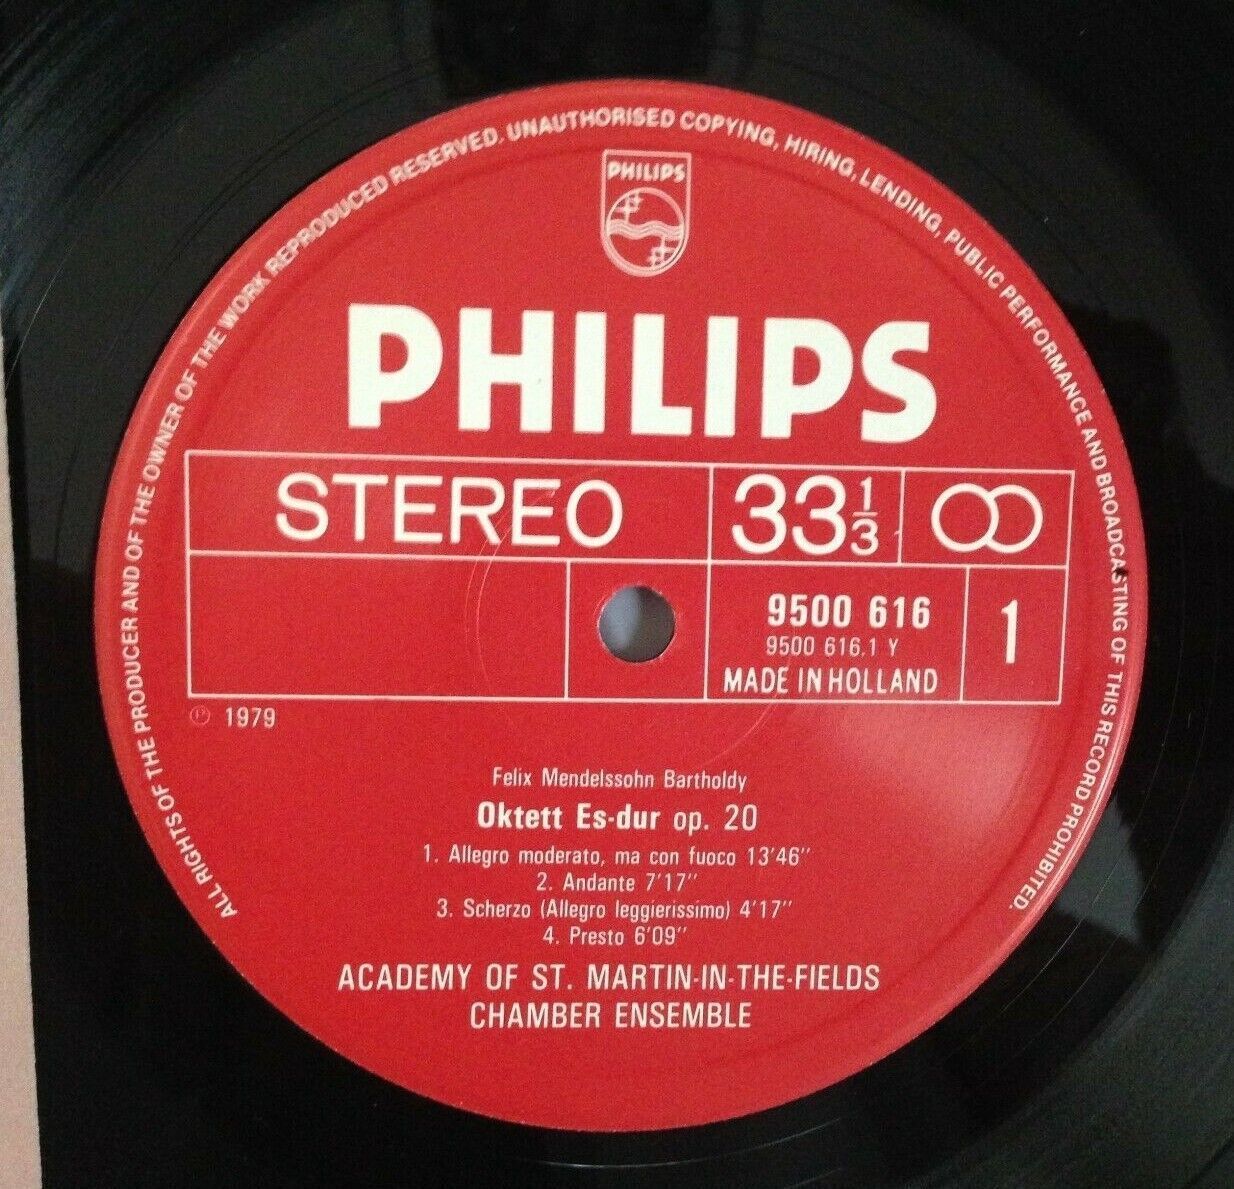 ALL RIGHTS OF THE PRODUCER AND OF THE OWNER OF THE WORK REPRODUCED RESERVED. UNAUTHORISED COPYING, HIRING, LENDING, PUBLIC PERFORMANCE AND BROADCASTING OF THIS RECORD PROHIBITED.
PHILIPS
PHILIPS
STEREO 33 1/3
9500 616 1
9500 616.1 Y
MADE IN HOLLAND
℗ 1979
Felix Mendelssohn Bartholdy
Oktett Es-dur op. 20
1. Allegro moderato, ma con fuoco 13'46''
2. Andante 7'17''
3. Scherzo (Allegro leggierissimo) 4'17''
4. Presto 6'09''
ACADEMY OF ST. MARTIN-IN-THE-FIELDS
CHAMBER ENSEMBLE